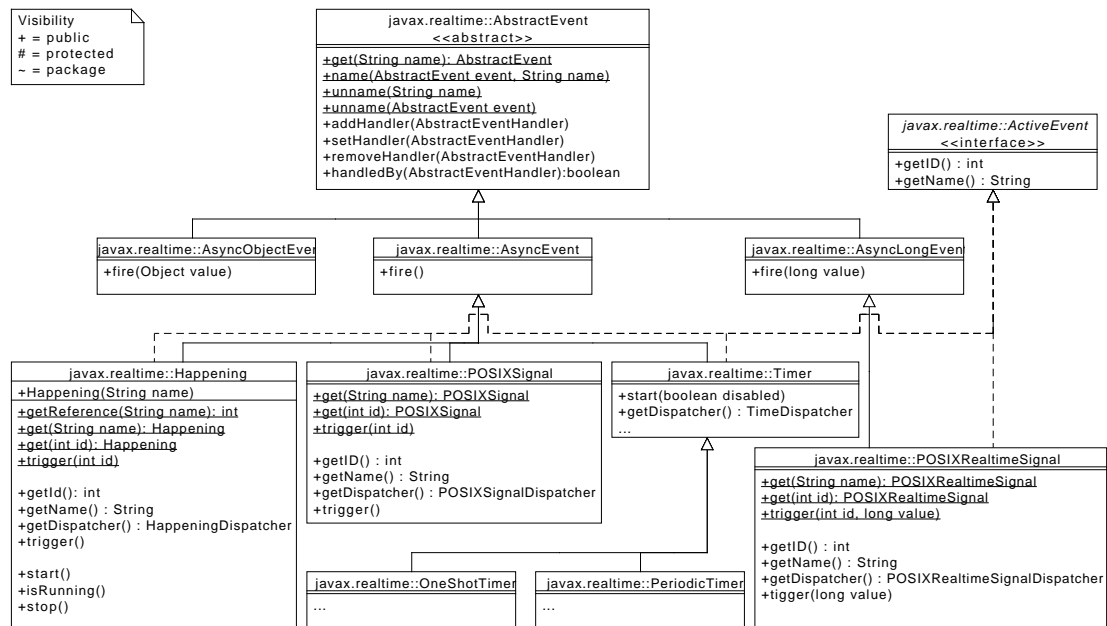 Visibility
+ = public
# = protected
~ = package
javax.realtime::AbstractEvent
<<abstract>>
+get(String name): AbstractEvent
+name(AbstractEvent event, String name)
+unname(String name)
+unname(AbstractEvent event)
+addHandler(AbstractEventHandler)
+setHandler(AbstractEventHandler)
+removeHandler(AbstractEventHandler)
+handledBy(AbstractEventHandler):boolean
javax.realtime::ActiveEvent
<<interface>>
+getID() : int
+getName() : String
javax.realtime::AsyncObjectEven
+fire(Object value)
javax.realtime::AsyncEvent
+fire()
javax.realtime::AsyncLongEvent
+fire(long value)
javax.realtime::Happening
+Happening(String name)
+getReference(String name): int
+get(String name): Happening
+get(int id): Happening
+trigger(int id)
+getId(): int
+getName() : String
+getDispatcher() : HappeningDispatcher
+trigger()
+start()
+isRunning()
+stop()
javax.realtime::POSIXSignal
+get(String name): POSIXSignal
+get(int id): POSIXSignal
+trigger(int id)
+getID() : int
+getName() : String
+getDispatcher() : POSIXSignalDispatcher
+trigger()
javax.realtime::Timer
+start(boolean disabled)
+getDispatcher() : TimeDispatcher
...
javax.realtime::POSIXRealtimeSignal
+get(String name): POSIXRealtimeSignal
+get(int id): POSIXRealtimeSignal
+trigger(int id, long value)
+getID() : int
+getName() : String
+getDispatcher() : POSIXRealtimeSignalDispatcher
+tigger(long value)
javax.realtime::OneShotTimer
...
javax.realtime::PeriodicTimer
...